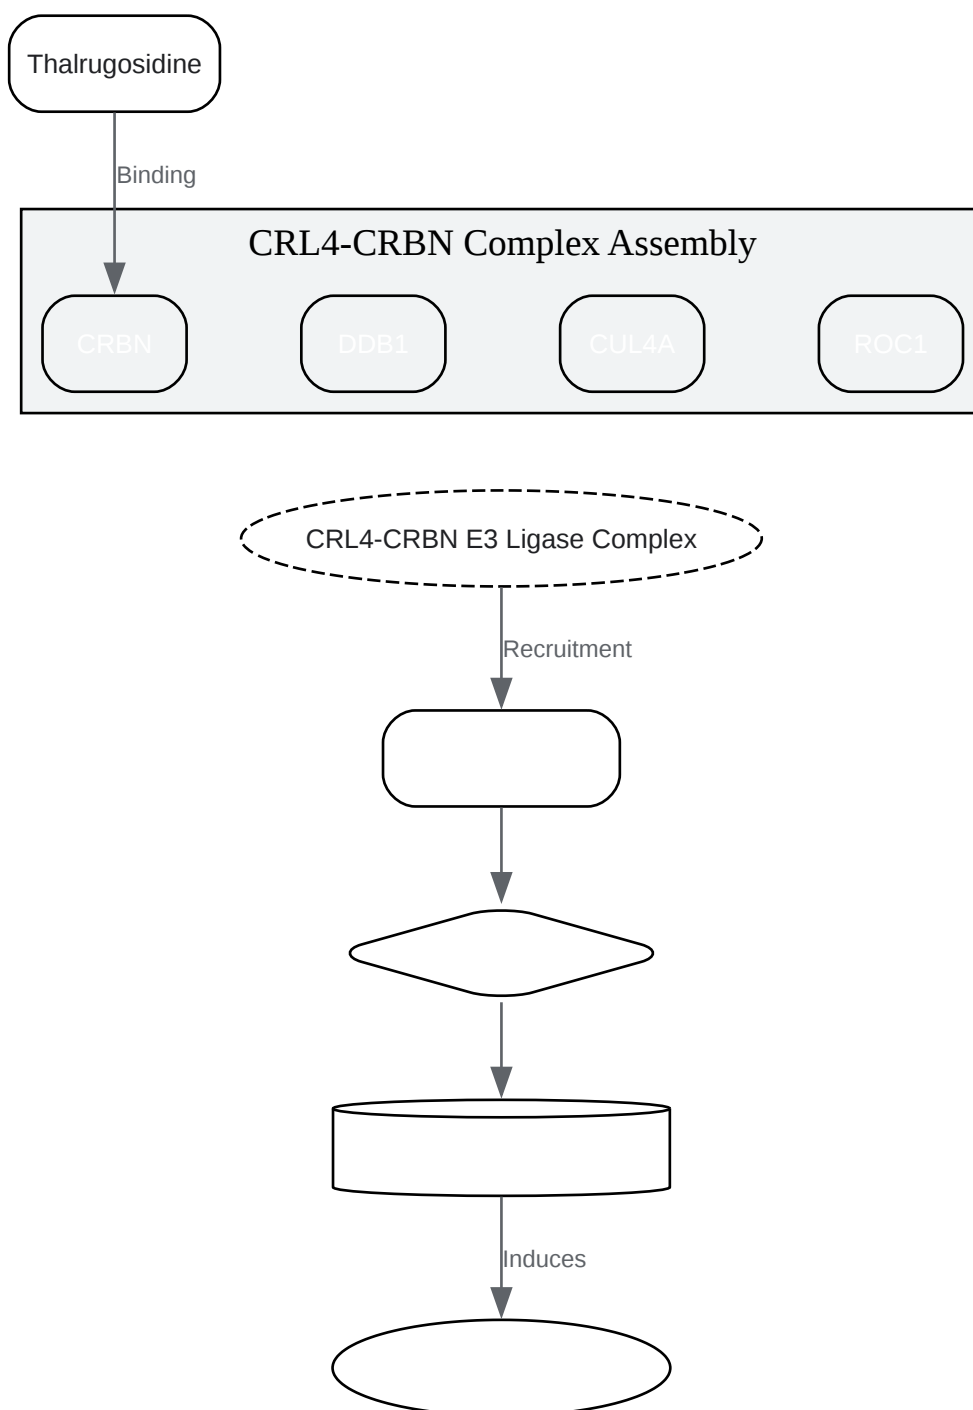 Thalrugosidine
Binding
CRL4-CRBN Complex Assembly
CRBN
DDB1
CUL4A
ROC1
CRL4-CRBN E3 Ligase Complex
Recruitment
Induces